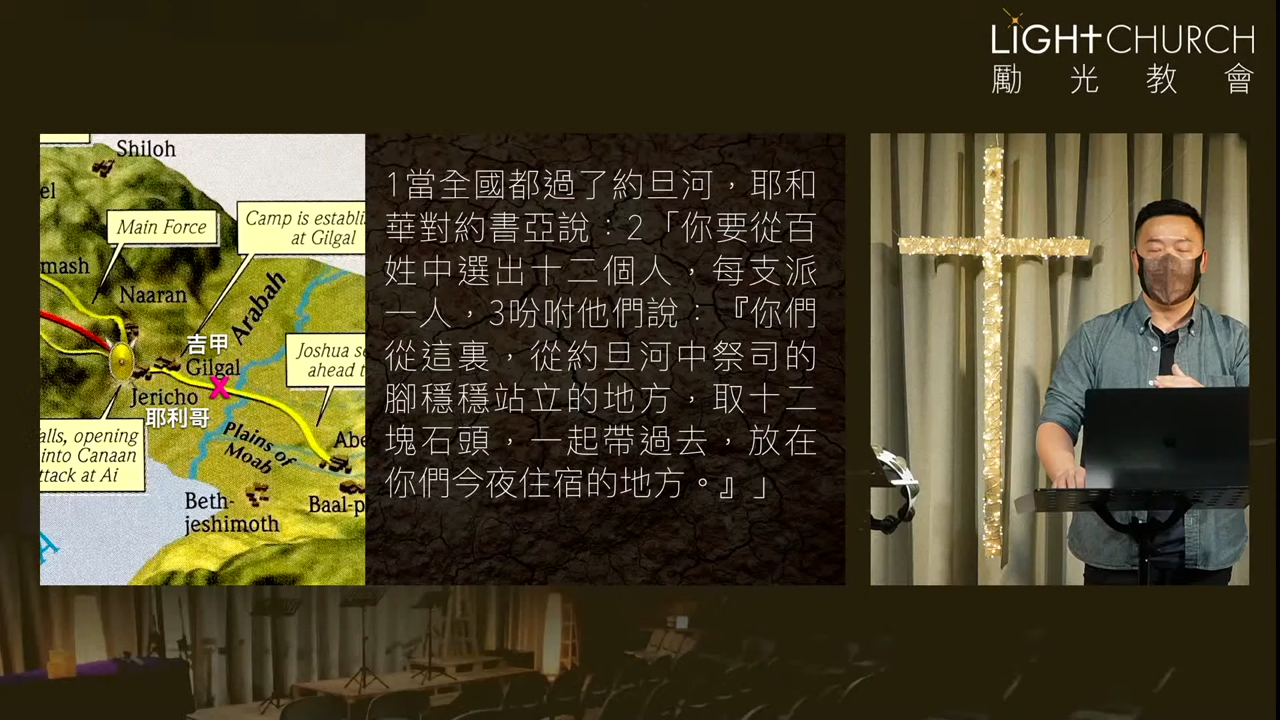 LiGHtCHURCH
勵光教會
Shiloh
Main Force
Camp is establi
at Gilgal
mash
Naaran
Arabah
吉甲
Gilgal
Joshua s
ahead t
Jericho
耶利哥
alls, opening
into Canaan
ttack at Ai
Plains of
Moab
Abe
Beth-
jeshimoth
Baal-p
1當全國都過了約旦河，耶和
華對約書亞說：2「你要從百
姓中選出十二個人，每支派
一人，3吩咐他們說：『你們
從這裏，從約旦河中祭司的
腳穩穩站立的地方，取十二
塊石頭，一起帶過去，放在
你們今夜住宿的地方。』」